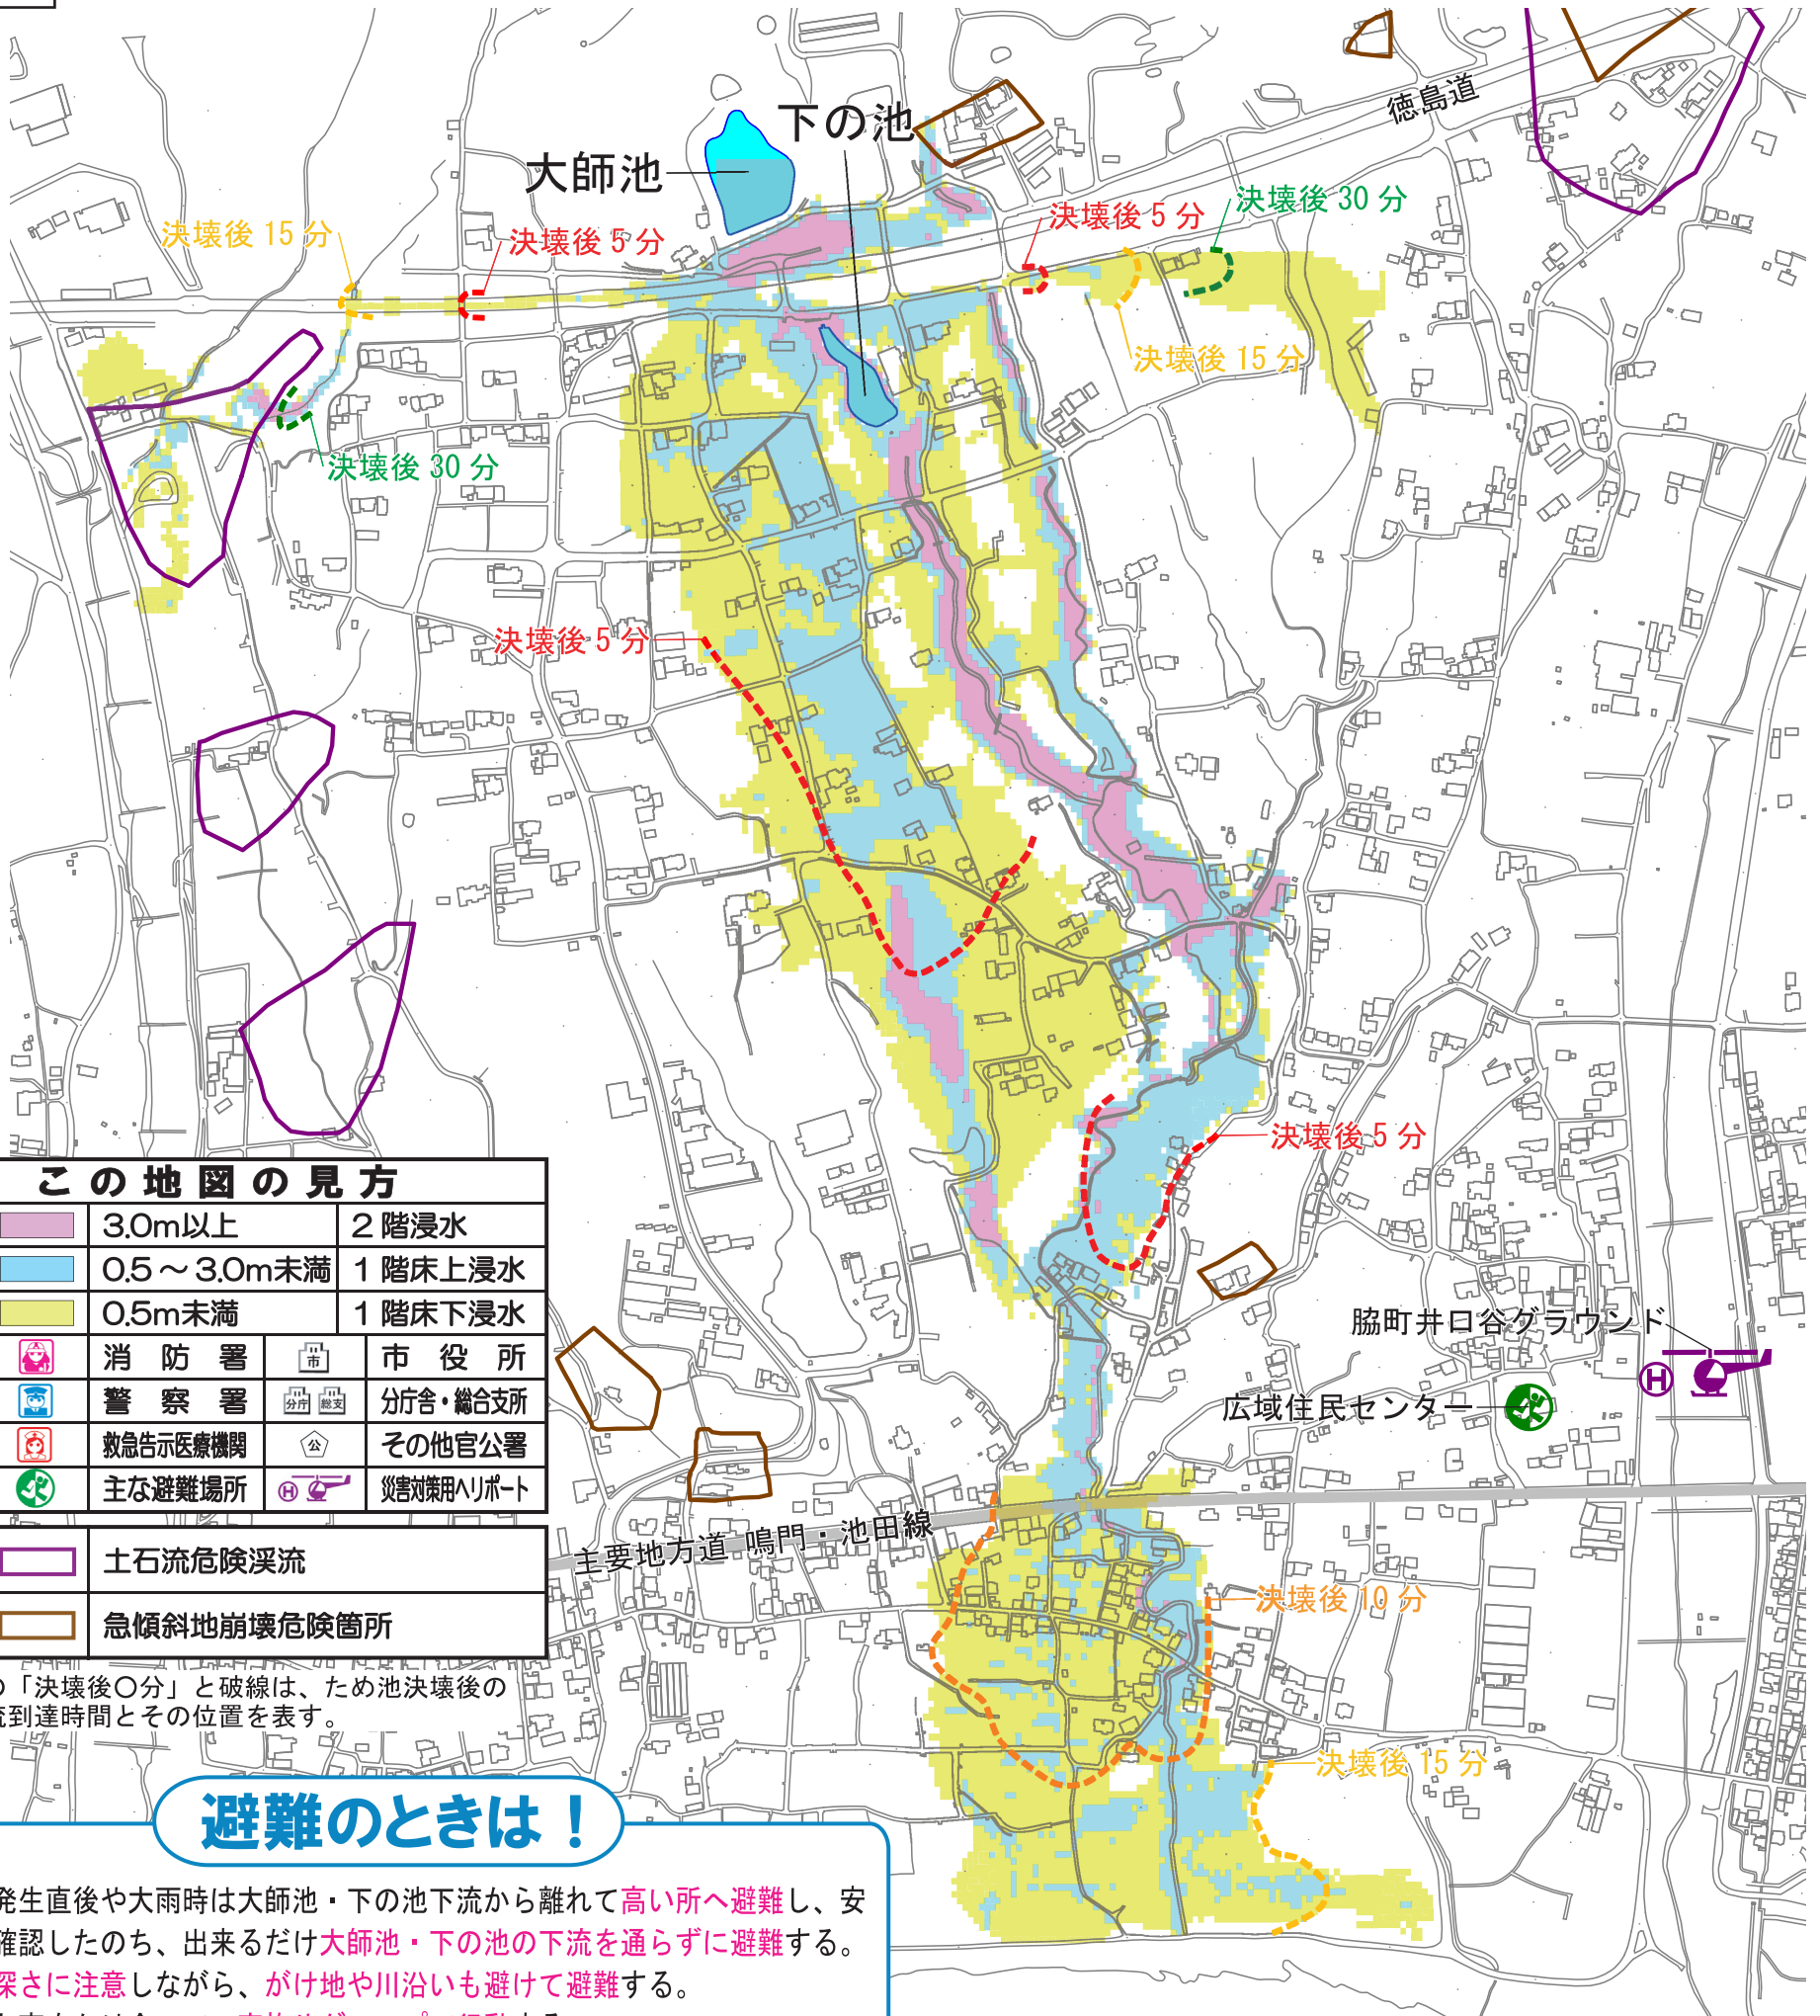 徳島道
下の池
大師池
決壊後 30 分
決壊後 5 分
決壊後 15 分
決壊後 5 分
決壊後 15 分
決壊後 30 分
決壊後 5 分
決壊後 5 分
この地図の見方
3.0m以上 2 階浸水
0.5 ～ 3.0m未満 1 階床上浸水
0.5m未満 1 階床下浸水
消防署 市 市役所
警察署 分庁 総支 分庁舎・総合支所
救急告示医療機関 公 その他官公署
主な避難場所 H 災害対策用ヘリポート
土石流危険渓流
急傾斜地崩壊危険箇所
「決壊後〇分」と破線は、ため池決壊後の
到達時間とその位置を表す。
脇町井口谷グラウンド
H
広域住民センター
主要地方道 鳴門・池田線
決壊後 10 分
決壊後 15 分
避難のときは！
発生直後や大雨時は大師池・下の池下流から離れて高い所へ避難し、安
確認したのち、出来るだけ大師池・下の池の下流を通らずに避難する。
深さに注意しながら、がけ地や川沿いも避けて避難する。